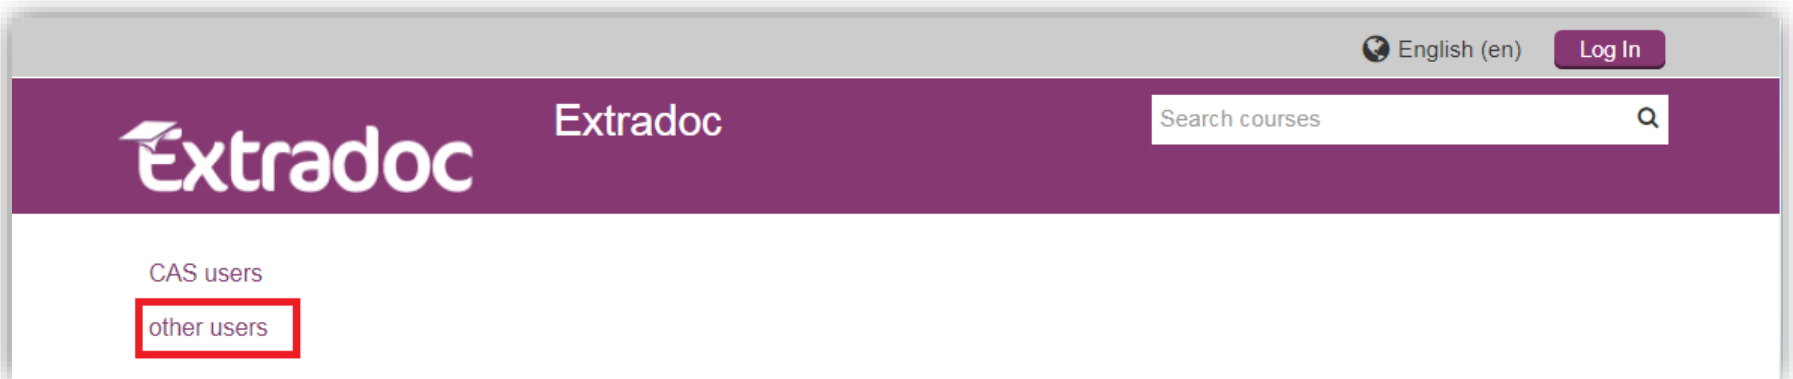 English (en) Log In
Extradoc Extradoc Search courses
CAS users
other users